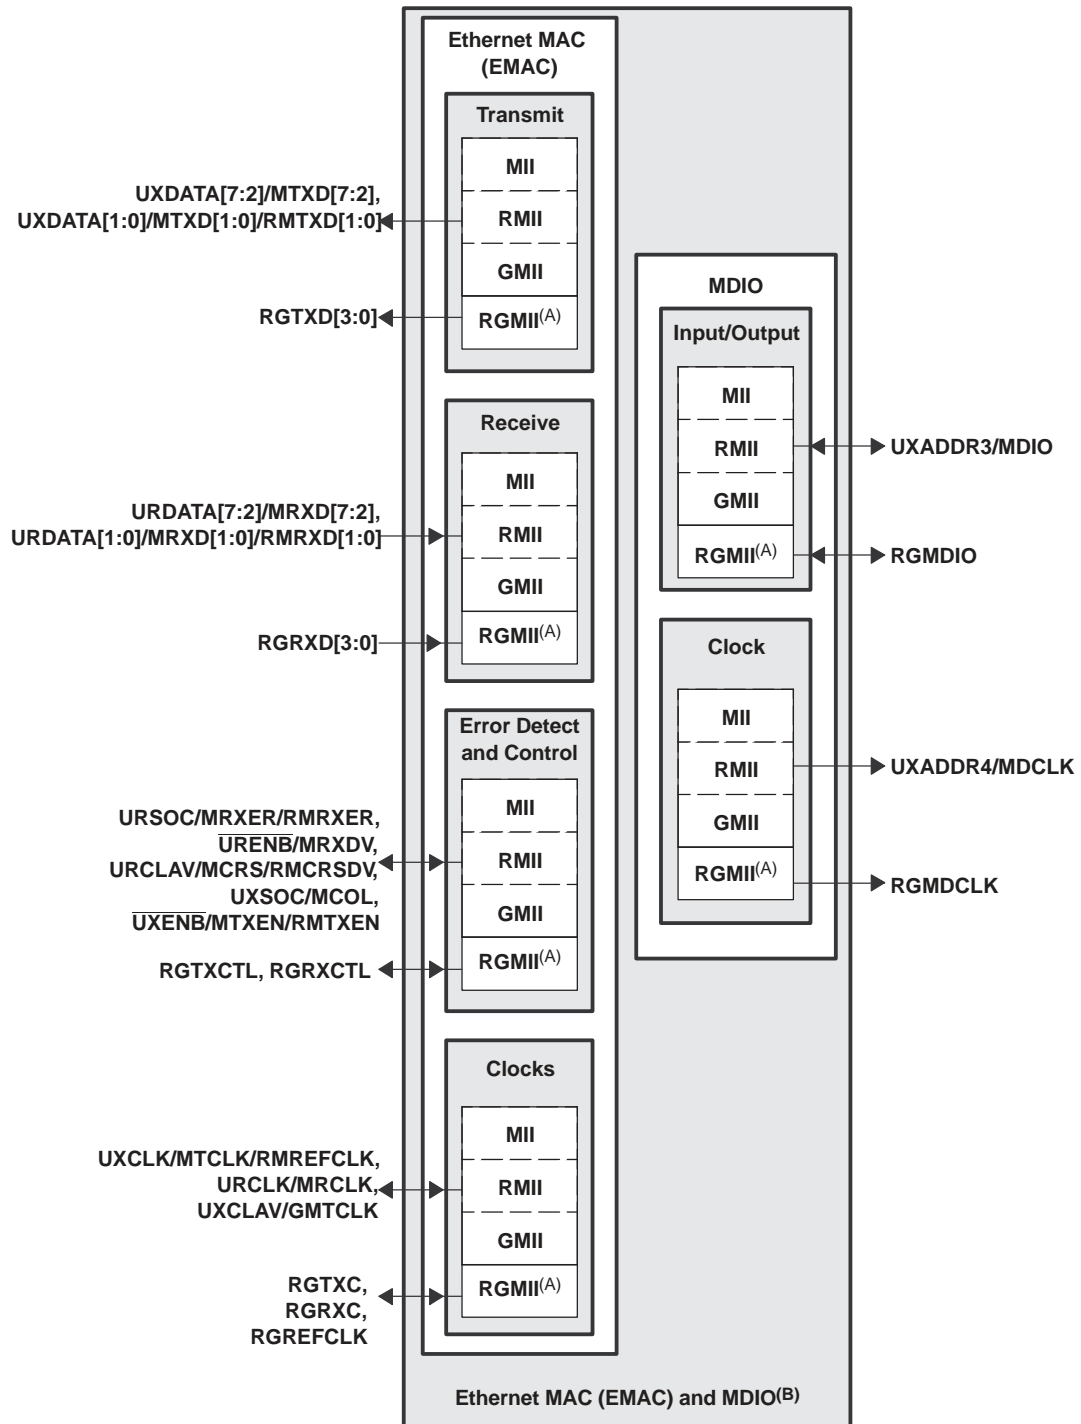 Ethernet MAC
(EMAC)
Transmit
MII
RMII
GMII
RGMII(A)
UXDATA[7:2]/MTXD[7:2],
UXDATA[1:0]/MTXD[1:0]/RMTXD[1:0]
RGTXD[3:0]
Receive
MII
RMII
GMII
RGMII(A)
URDATA[7:2]/MRXD[7:2],
URDATA[1:0]/MRXD[1:0]/RMRXD[1:0]
RGRXD[3:0]
Error Detect
and Control
MII
RMII
GMII
RGMII(A)
URSOC/MRXER/RMRXER,
URENB/MRXDV,
URCLAV/MCRS/RMCRSDV,
UXSOC/MCOL,
UXENB/MTXEN/RMTXEN
RGTXCTL, RGRXCTL
Clocks
MII
RMII
GMII
RGMII(A)
UXCLK/MTCLK/RMREFCLK,
URCLK/MRCLK,
UXCLAV/GMTCLK
RGTXC,
RGRXC,
RGREFCLK
MDIO
Input/Output
MII
RMII
GMII
RGMII(A)
UXADDR3/MDIO
RGMDIO
Clock
MII
RMII
GMII
RGMII(A)
UXADDR4/MDCLK
RGMDCLK
Ethernet MAC (EMAC) and MDIO(B)